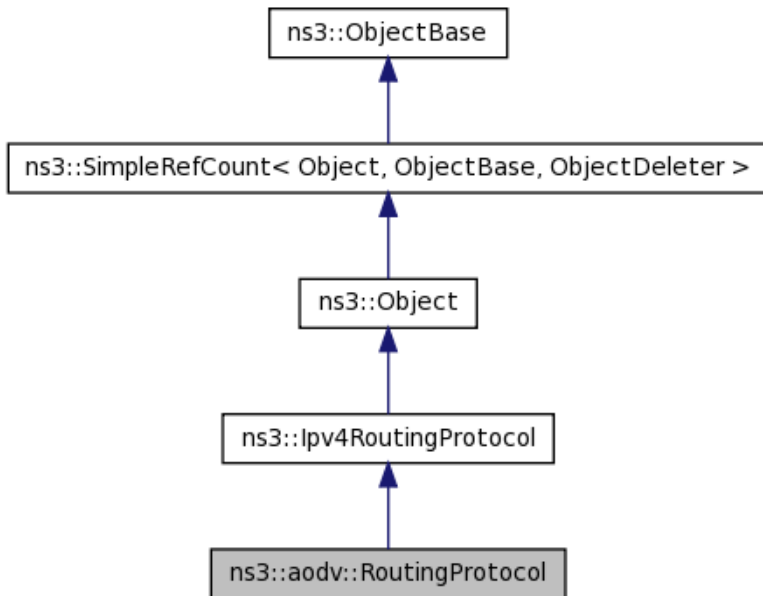 ns3::ObjectBase
ns3::SimpleRefCount< Object, ObjectBase, ObjectDeleter >
ns3::Object
ns3::Ipv4RoutingProtocol
ns3::aodv::RoutingProtocol